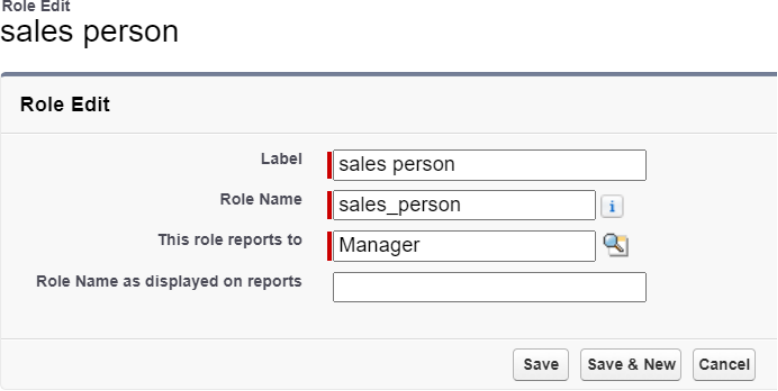 Role Edit
sales person
Role Edit
Label sales person
Role Name sales_person i
This role reports to Manager
Role Name as displayed on reports
Save Save & New Cancel